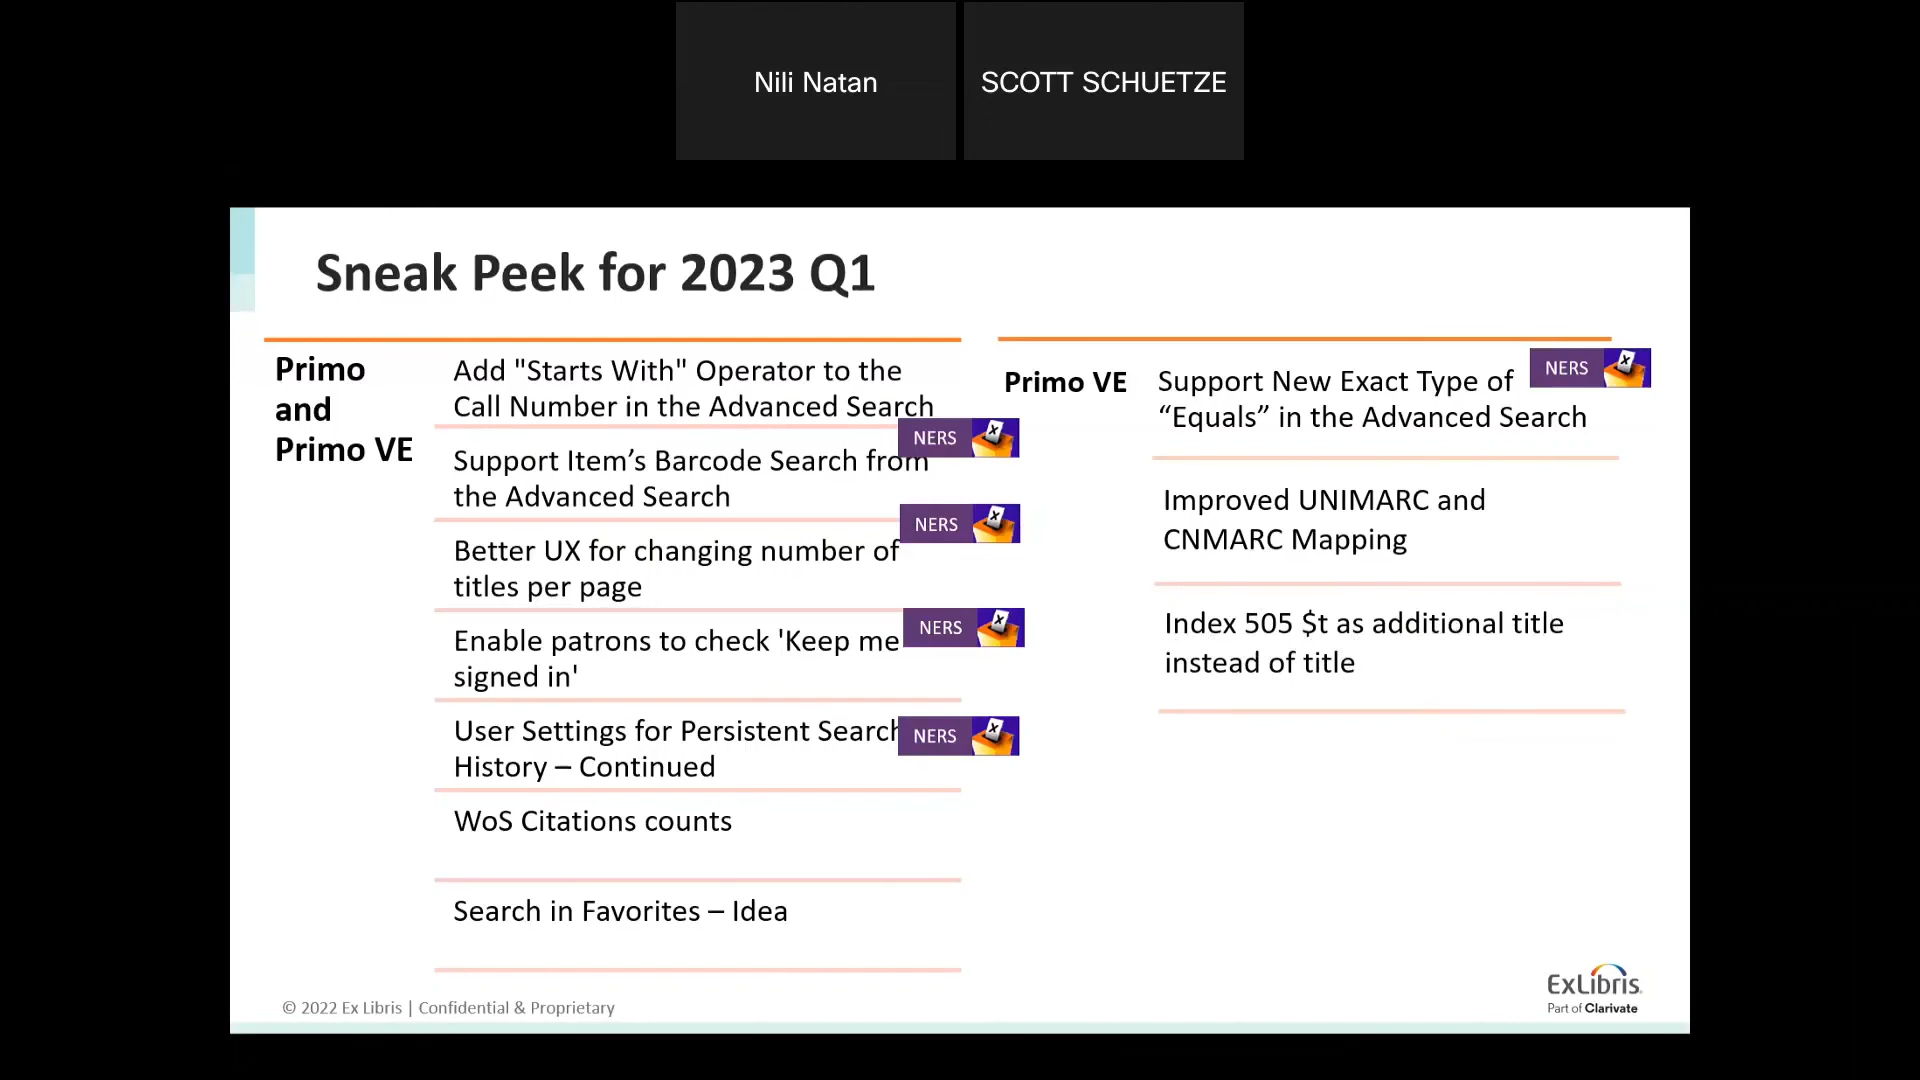 Nili Natan
SCOTT SCHUETZE
Sneak Peek for 2023 Q1
Primo
and
Primo VE
Add "Starts With" Operator to the
Call Number in the Advanced Search
NERS
Support Item’s Barcode Search from
the Advanced Search
NERS
Better UX for changing number of
titles per page
NERS
Enable patrons to check 'Keep me
signed in'
User Settings for Persistent Search
NERS
History – Continued
WoS Citations counts
Search in Favorites – Idea
Primo VE
Support New Exact Type of
NERS
“Equals” in the Advanced Search
Improved UNIMARC and
CNMARC Mapping
Index 505 $t as additional title
instead of title
© 2022 Ex Libris | Confidential & Proprietary
ExLibris
Part of Clarivate